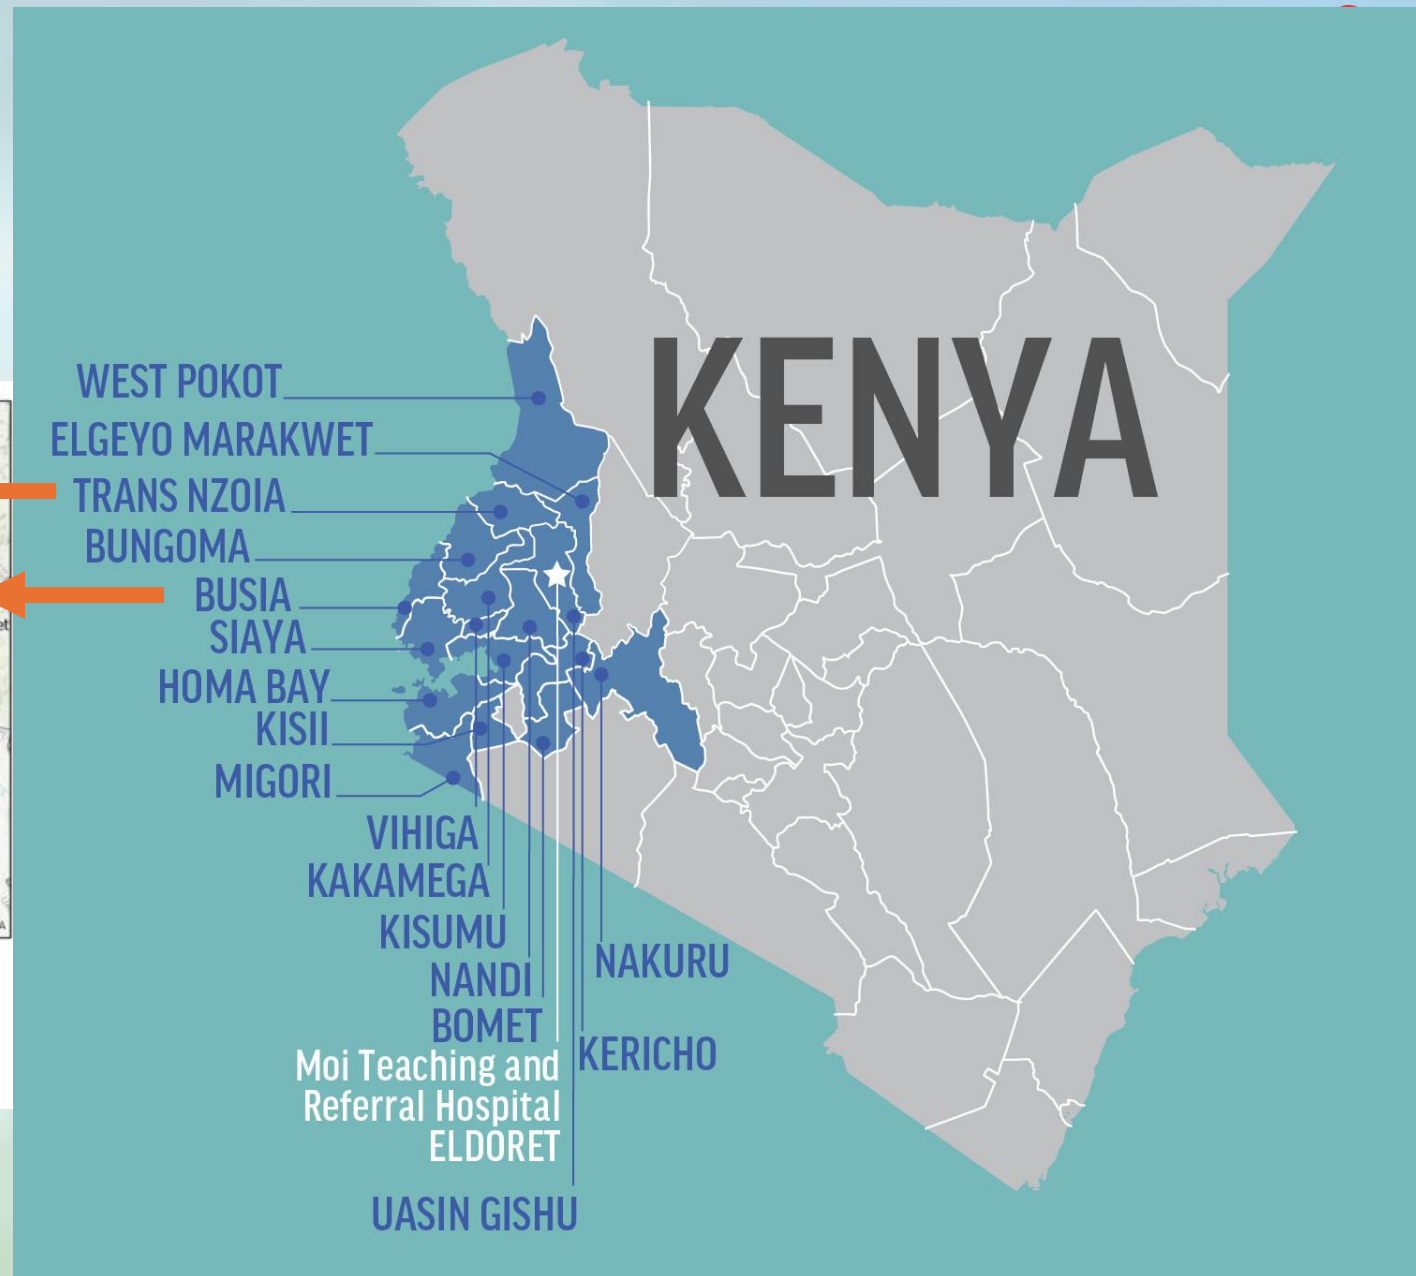 KENYA
WEST POKOT
ELGEYO MARAKWET
TRANS NZOIA
BUNGOMA
BUSIA
SIAYA
HOMA BAY
KISII
MIGORI
VIHIGA
KAKAMEGA
KISUMU
NANDI
NAKURU
BOMET
KERICHO
Moi Teaching and
Referral Hospital
ELDORET
UASIN GISHU